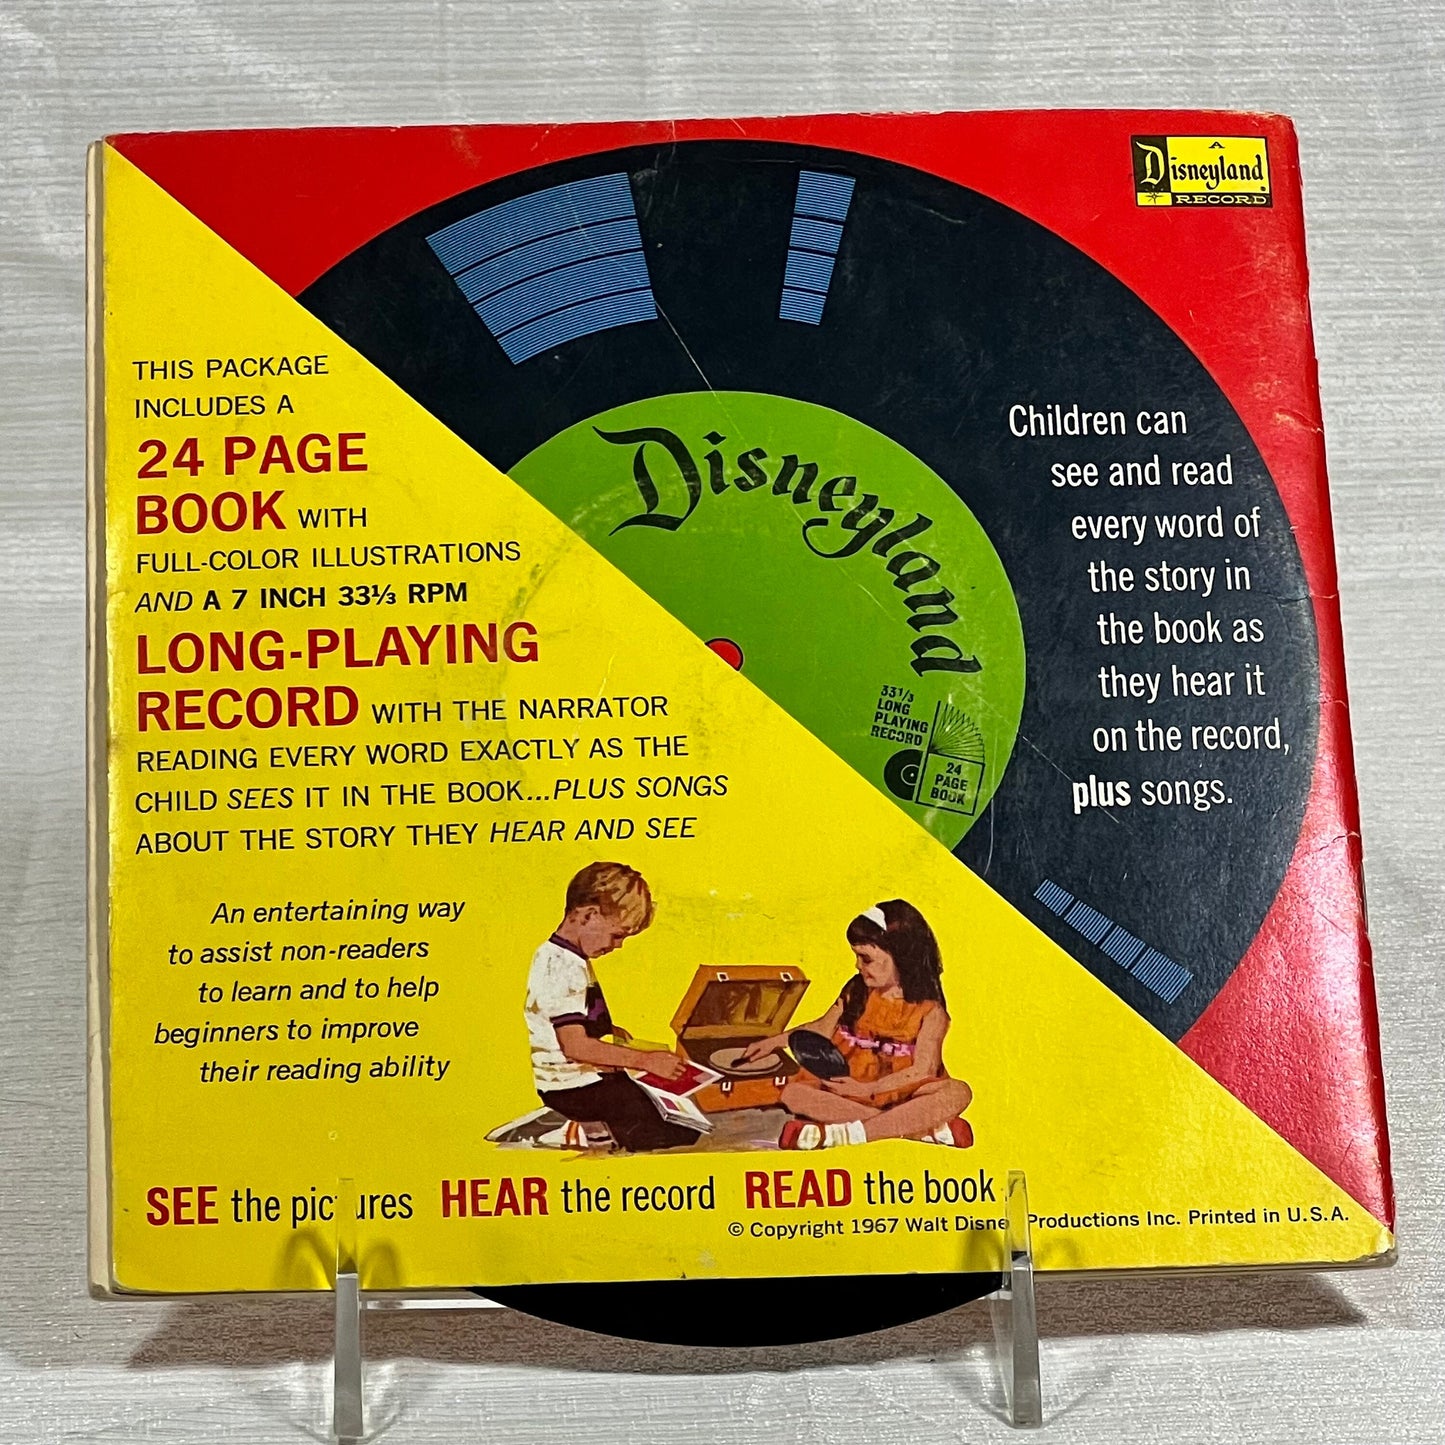 A
Disneyland
RECORD
THIS PACKAGE
INCLUDES A
24 PAGE
BOOK WITH
FULL-COLOR ILLUSTRATIONS
AND A 7 INCH 33⅓ RPM
LONG-PLAYING
RECORD WITH THE NARRATOR
READING EVERY WORD EXACTLY AS THE
CHILD SEES IT IN THE BOOK...PLUS SONGS
ABOUT THE STORY THEY HEAR AND SEE
Disneyland
33⅓
LONG
PLAYING
RECORD
24
PAGE
BOOK
Children can
see and read
every word of
the story in
the book as
they hear it
on the record,
plus songs.
An entertaining way
to assist non-readers
to learn and to help
beginners to improve
their reading ability
SEE the pictures HEAR the record READ the book
© Copyright 1967 Walt Disney Productions Inc. Printed in U.S.A.